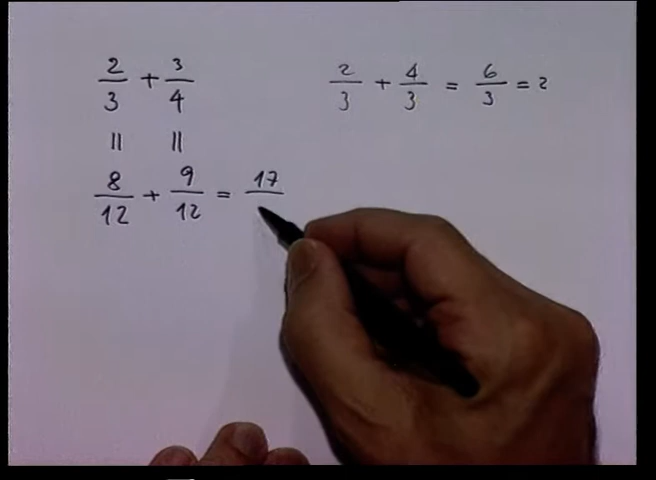 2/3 + 3/4
= =
8/12 + 9/12 = 17/
2/3 + 4/3 = 6/3 = 2